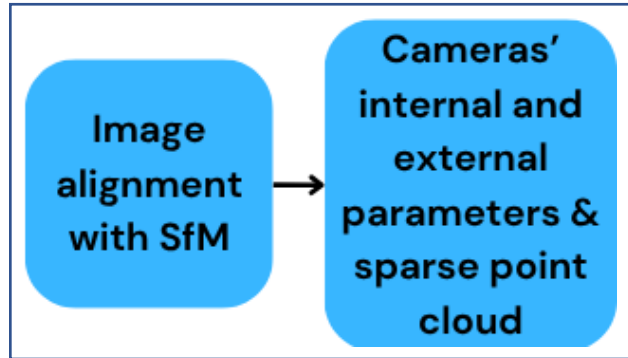 Image
alignment
with SfM
Cameras’
internal and
external
parameters &
sparse point
cloud